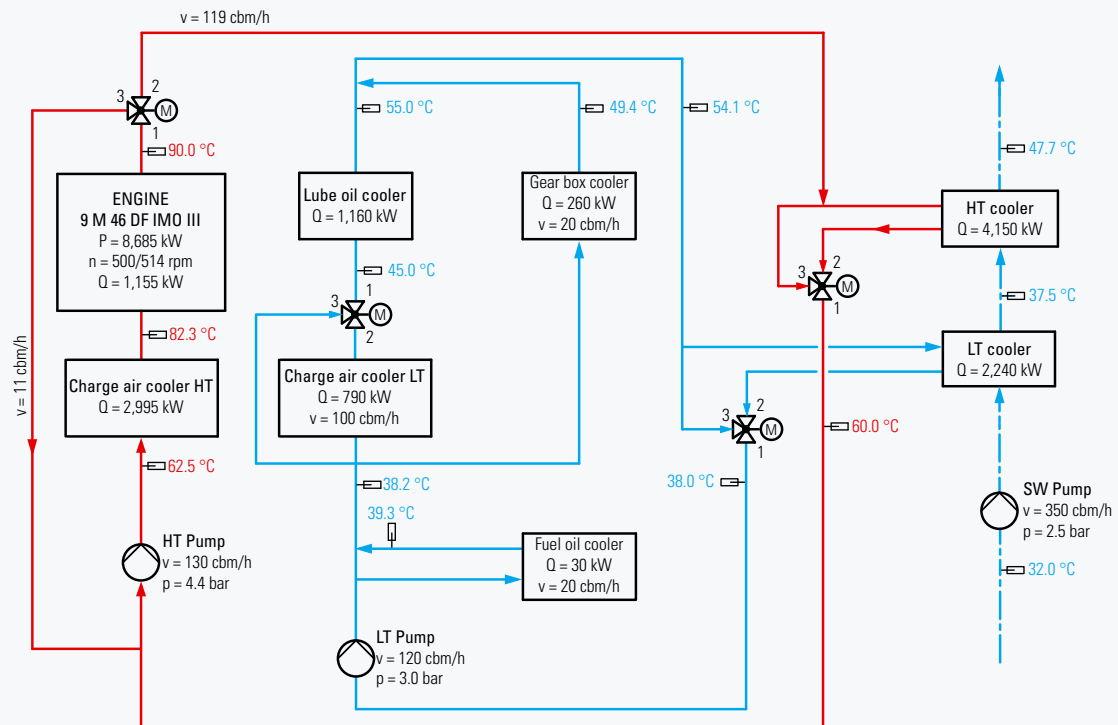 v = 119 cbm/h
3
2
M
1
90.0 °C
ENGINE
9 M 46 DF IMO III
P = 8,685 kW
n = 500/514 rpm
Q = 1,155 kW
82.3 °C
Charge air cooler HT
Q = 2,995 kW
v = 11 cbm/h
62.5 °C
HT Pump
v = 130 cbm/h
p = 4.4 bar
55.0 °C
49.4 °C
54.1 °C
Lube oil cooler
Q = 1,160 kW
Gear box cooler
Q = 260 kW
v = 20 cbm/h
45.0 °C
1
3
M
2
Charge air cooler LT
Q = 790 kW
v = 100 cbm/h
38.2 °C
39.3 °C
Fuel oil cooler
Q = 30 kW
v = 20 cbm/h
LT Pump
v = 120 cbm/h
p = 3.0 bar
47.7 °C
HT cooler
Q = 4,150 kW
2
3
M
1
37.5 °C
LT cooler
Q = 2,240 kW
2
3
M
1
60.0 °C
38.0 °C
SW Pump
v = 350 cbm/h
p = 2.5 bar
32.0 °C